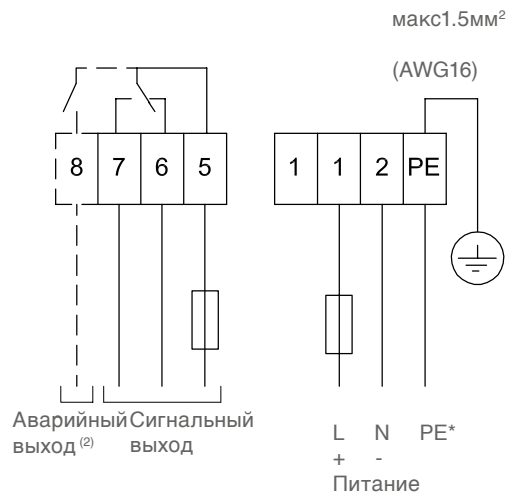 макс1.5мм²
(AWG16)
8 7 6 5 1 1 2 PE
Аварийный Сигнальный
выход (2) выход
L N PE*
+ -
Питание